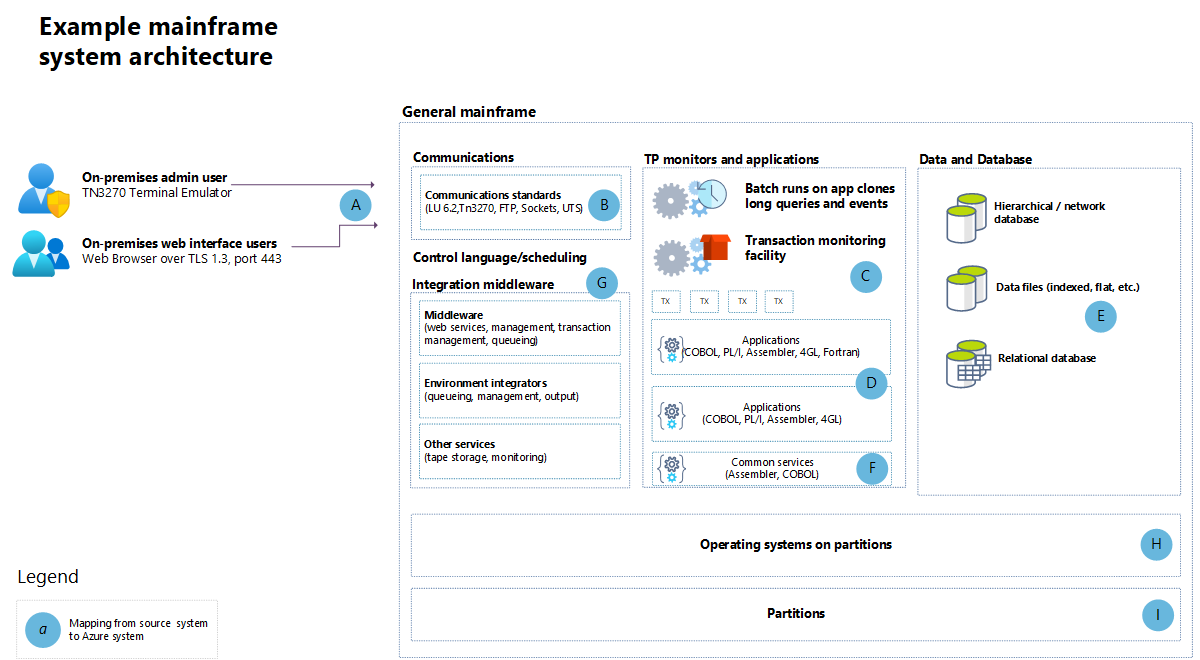 Example mainframe
system architecture
On-premises admin user
TN3270 Terminal Emulator
On-premises web interface users
Web Browser over TLS 1.3, port 443
A
General mainframe
Communications
Communications standards
(LU 6.2,Tn3270, FTP, Sockets, UTS)
B
Control language/scheduling
Integration middleware
G
Middleware
(web services, management, transaction
management, queueing)
Environment integrators
(queueing, management, output)
Other services
(tape storage, monitoring)
TP monitors and applications
Batch runs on app clones
long queries and events
Transaction monitoring
facility
C
TX TX TX TX
Applications
(COBOL, PL/I, Assembler, 4GL, Fortran)
D
Applications
(COBOL, PL/I, Assembler, 4GL)
Common services
(Assembler, COBOL)
F
Data and Database
Hierarchical / network
database
Data files (indexed, flat, etc.)
E
Relational database
Operating systems on partitions
H
Partitions
I
Legend
a
Mapping from source system
to Azure system